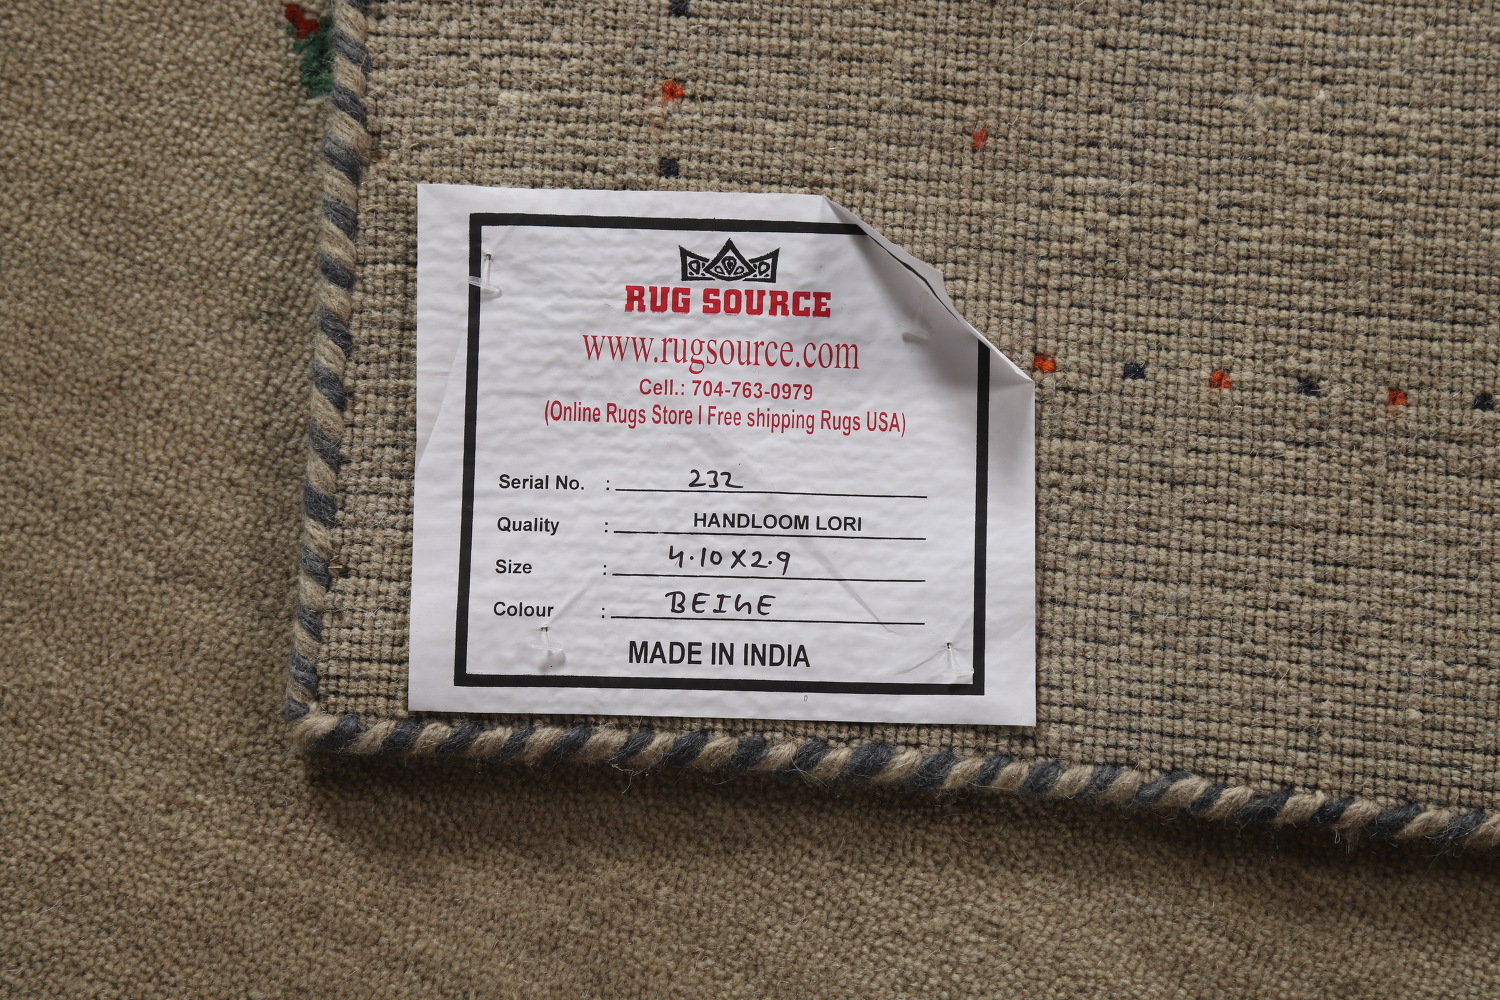 RUG SOURCE
www.rugsource.com
Cell.: 704-763-0979
(Online Rugs Store I Free shipping Rugs USA)
Serial No. : 232
Quality : HANDLOOM LORI
Size : 4.10X2.9
Colour : BEIGE
MADE IN INDIA